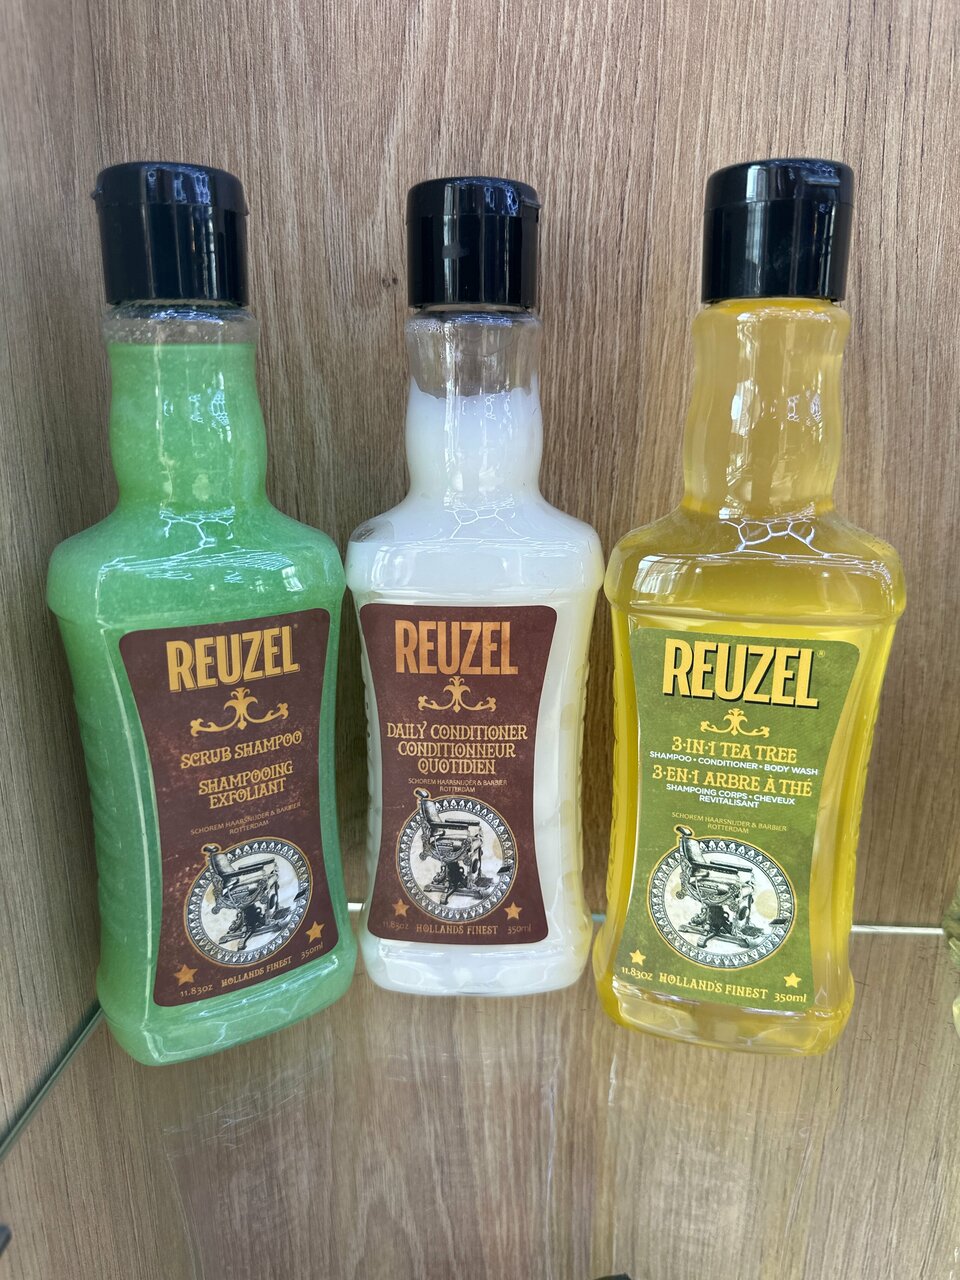 REUZEL
SCRUB SHAMPOO
SHAMPOOING
EXFOLIANT
SCHOREM HAARSNIJDER & BARBIER
ROTTERDAM
11.83oz HOLLANDS FINEST 350ml
REUZEL
DAILY CONDITIONER
CONDITIONNEUR
QUOTIDIEN
SCHOREM HAARSNIJDER & BARBIER
ROTTERDAM
11.83oz HOLLANDS FINEST 350ml
REUZEL®
3-IN-1 TEA TREE
SHAMPOO • CONDITIONER • BODY WASH
3-EN-1 ARBRE À THÉ
SHAMPOING CORPS • CHEVEUX
REVITALISANT
SCHOREM HAARSNIJDER & BARBIER
ROTTERDAM
11.83oz HOLLAND'S FINEST 350ml